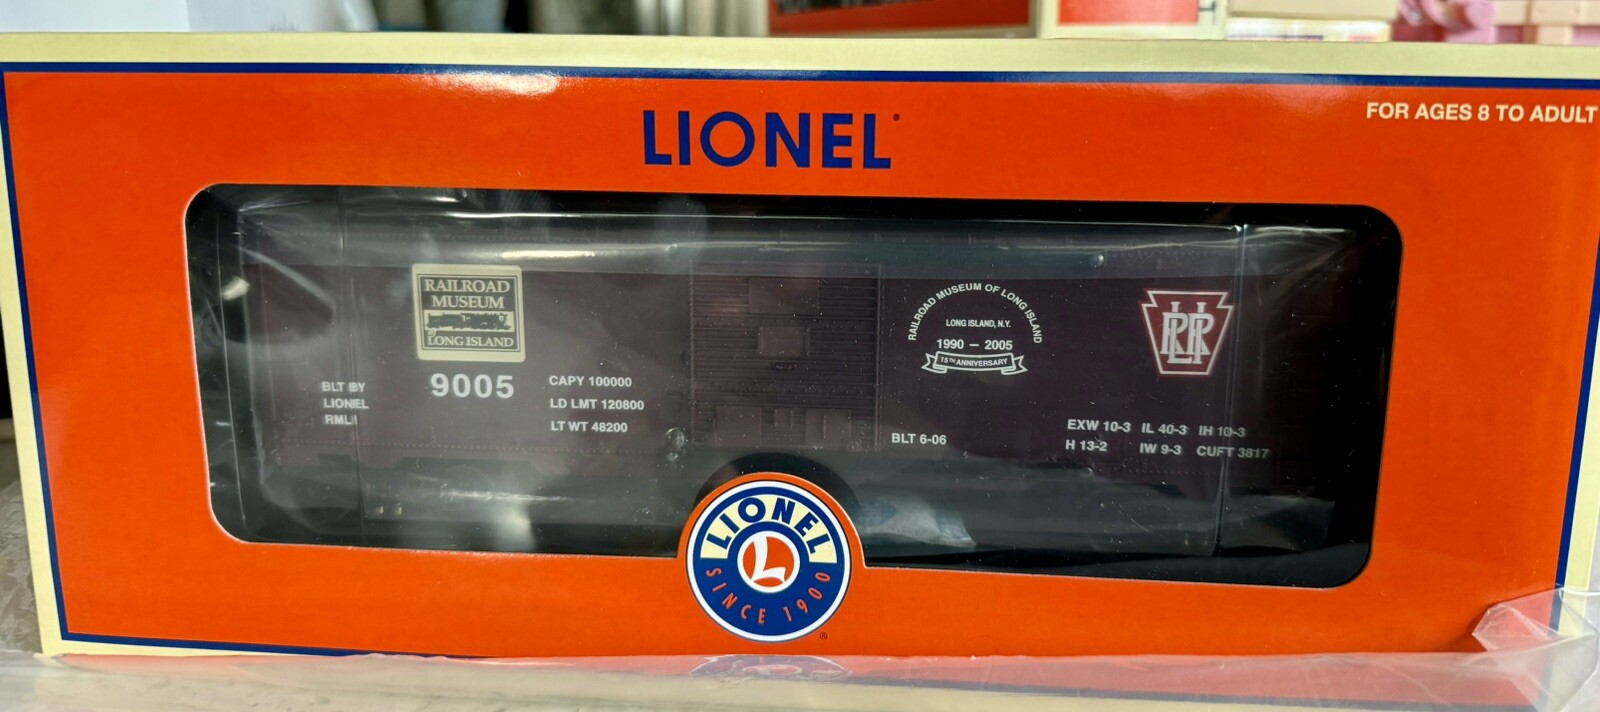 LIONEL
FOR AGES 8 TO ADULT
RAILROAD
MUSEUM
OF
LONG ISLAND
9005
BLT BY
LIONEL
RMLI
CAPY 100000
LD LMT 120800
LT WT 48200
RAILROAD MUSEUM OF LONG ISLAND
LONG ISLAND, N.Y.
1990 – 2005
15TH ANNIVERSARY
BLT 6-06
EXW 10-3 IL 40-3 IH 10-3
H 13-2 IW 9-3 CUFT 3817
LIONEL
L
SINCE 1900
®